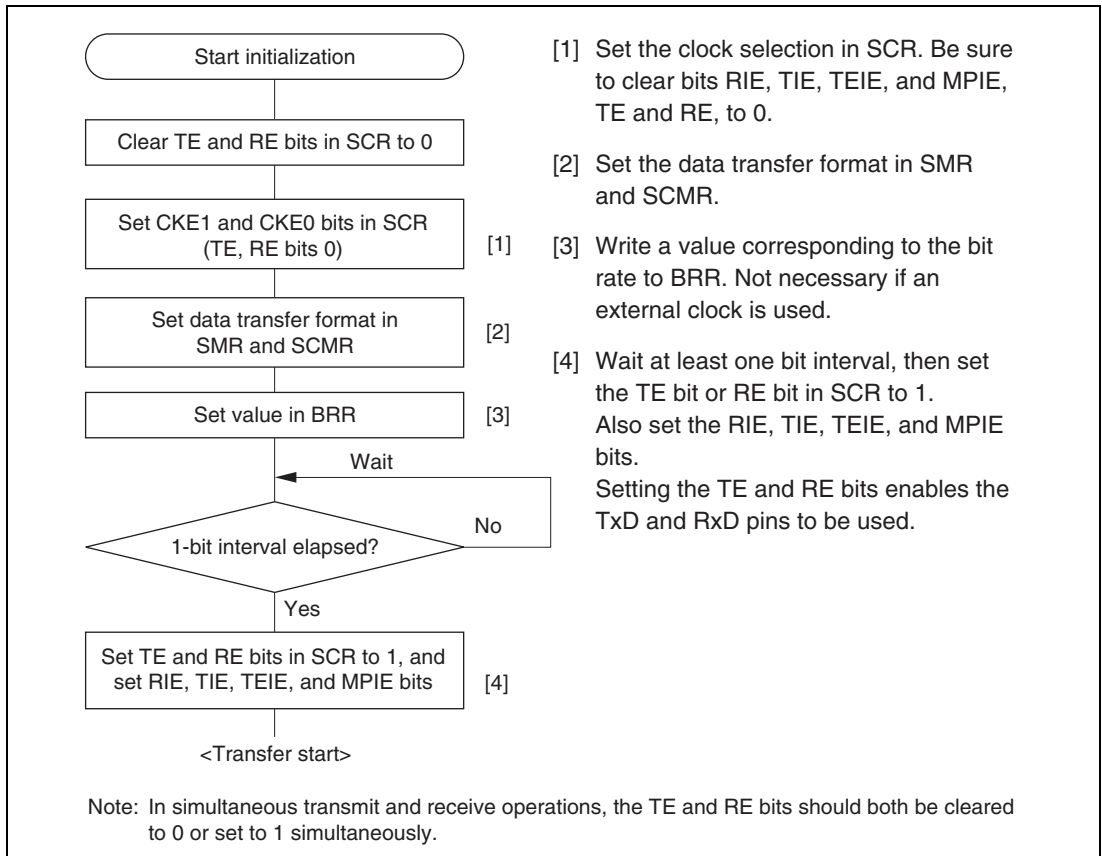 Start initialization
Clear TE and RE bits in SCR to 0
Set CKE1 and CKE0 bits in SCR
(TE, RE bits 0)
[1]
Set data transfer format in
SMR and SCMR
[2]
Set value in BRR
[3]
Wait
1-bit interval elapsed?
No
Yes
Set TE and RE bits in SCR to 1, and
set RIE, TIE, TEIE, and MPIE bits
[4]
<Transfer start>
[1] Set the clock selection in SCR. Be sure
to clear bits RIE, TIE, TEIE, and MPIE,
TE and RE, to 0.
[2] Set the data transfer format in SMR
and SCMR.
[3] Write a value corresponding to the bit
rate to BRR. Not necessary if an
external clock is used.
[4] Wait at least one bit interval, then set
the TE bit or RE bit in SCR to 1.
Also set the RIE, TIE, TEIE, and MPIE
bits.
Setting the TE and RE bits enables the
TxD and RxD pins to be used.
Note: In simultaneous transmit and receive operations, the TE and RE bits should both be cleared
to 0 or set to 1 simultaneously.